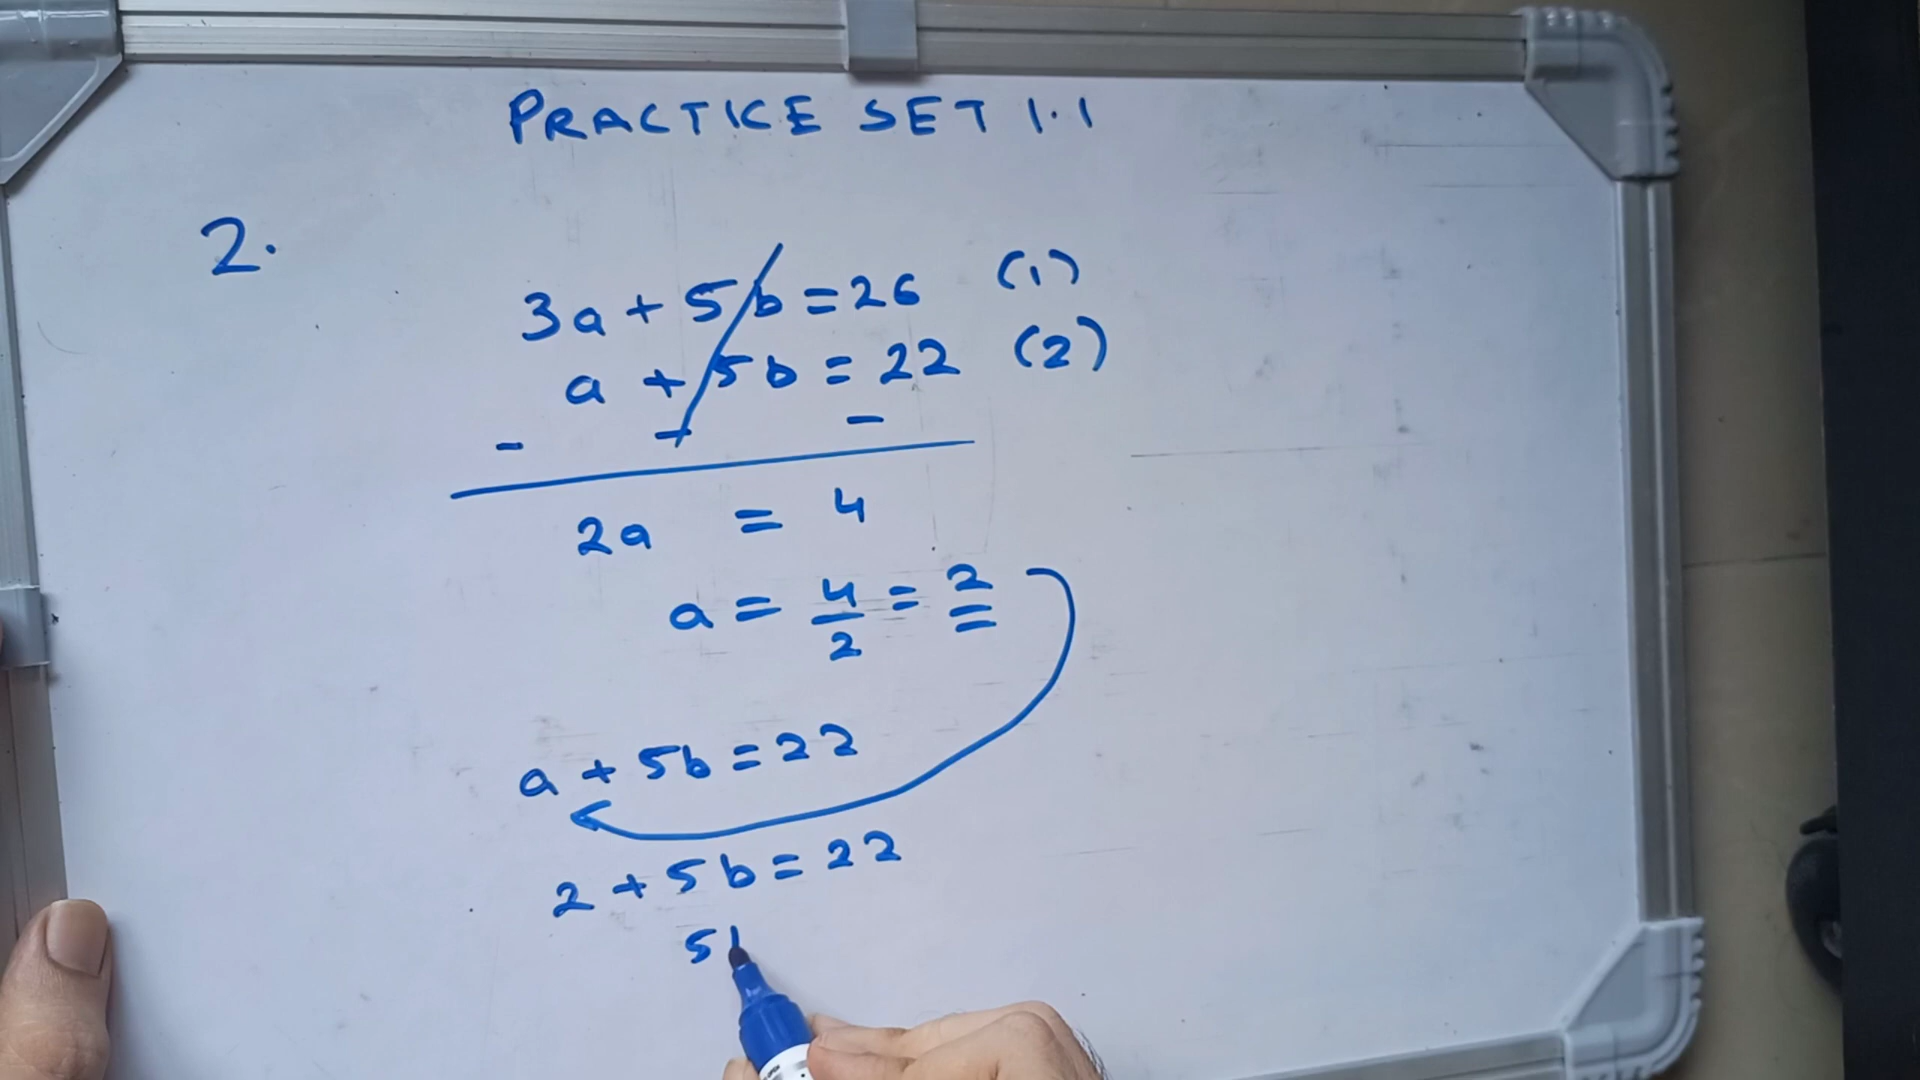 PRACTICE SET 1.1
2.
3a + 5b = 26 (1)
a + 5b = 22 (2)
- - -
2a = 4
a = 4/2 = 2
a + 5b = 22
2 + 5b = 22
5b